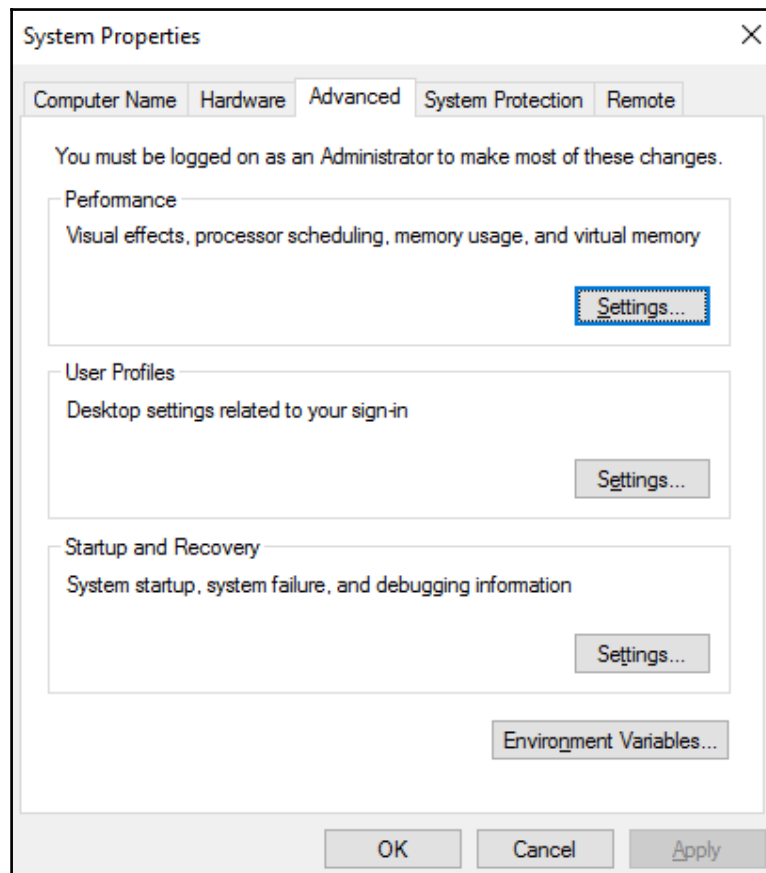 System Properties
Computer Name Hardware Advanced System Protection Remote
You must be logged on as an Administrator to make most of these changes.
Performance
Visual effects, processor scheduling, memory usage, and virtual memory
Settings...
User Profiles
Desktop settings related to your sign-in
Settings...
Startup and Recovery
System startup, system failure, and debugging information
Settings...
Environment Variables...
OK Cancel Apply